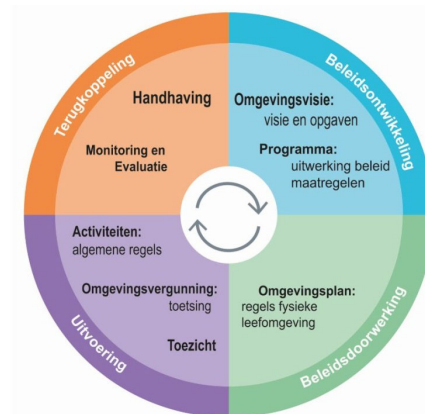 Terugkoppeling
Handhaving
Monitoring en
Evaluatie
Beleidsontwikkeling
Omgevingsvisie:
visie en opgaven
Programma:
uitwerking beleid
maatregelen
Beleidsdoorwerking
Omgevingsplan:
regels fysieke
leefomgeving
Uitvoering
Activiteiten:
algemene regels
Omgevingsvergunning:
toetsing
Toezicht